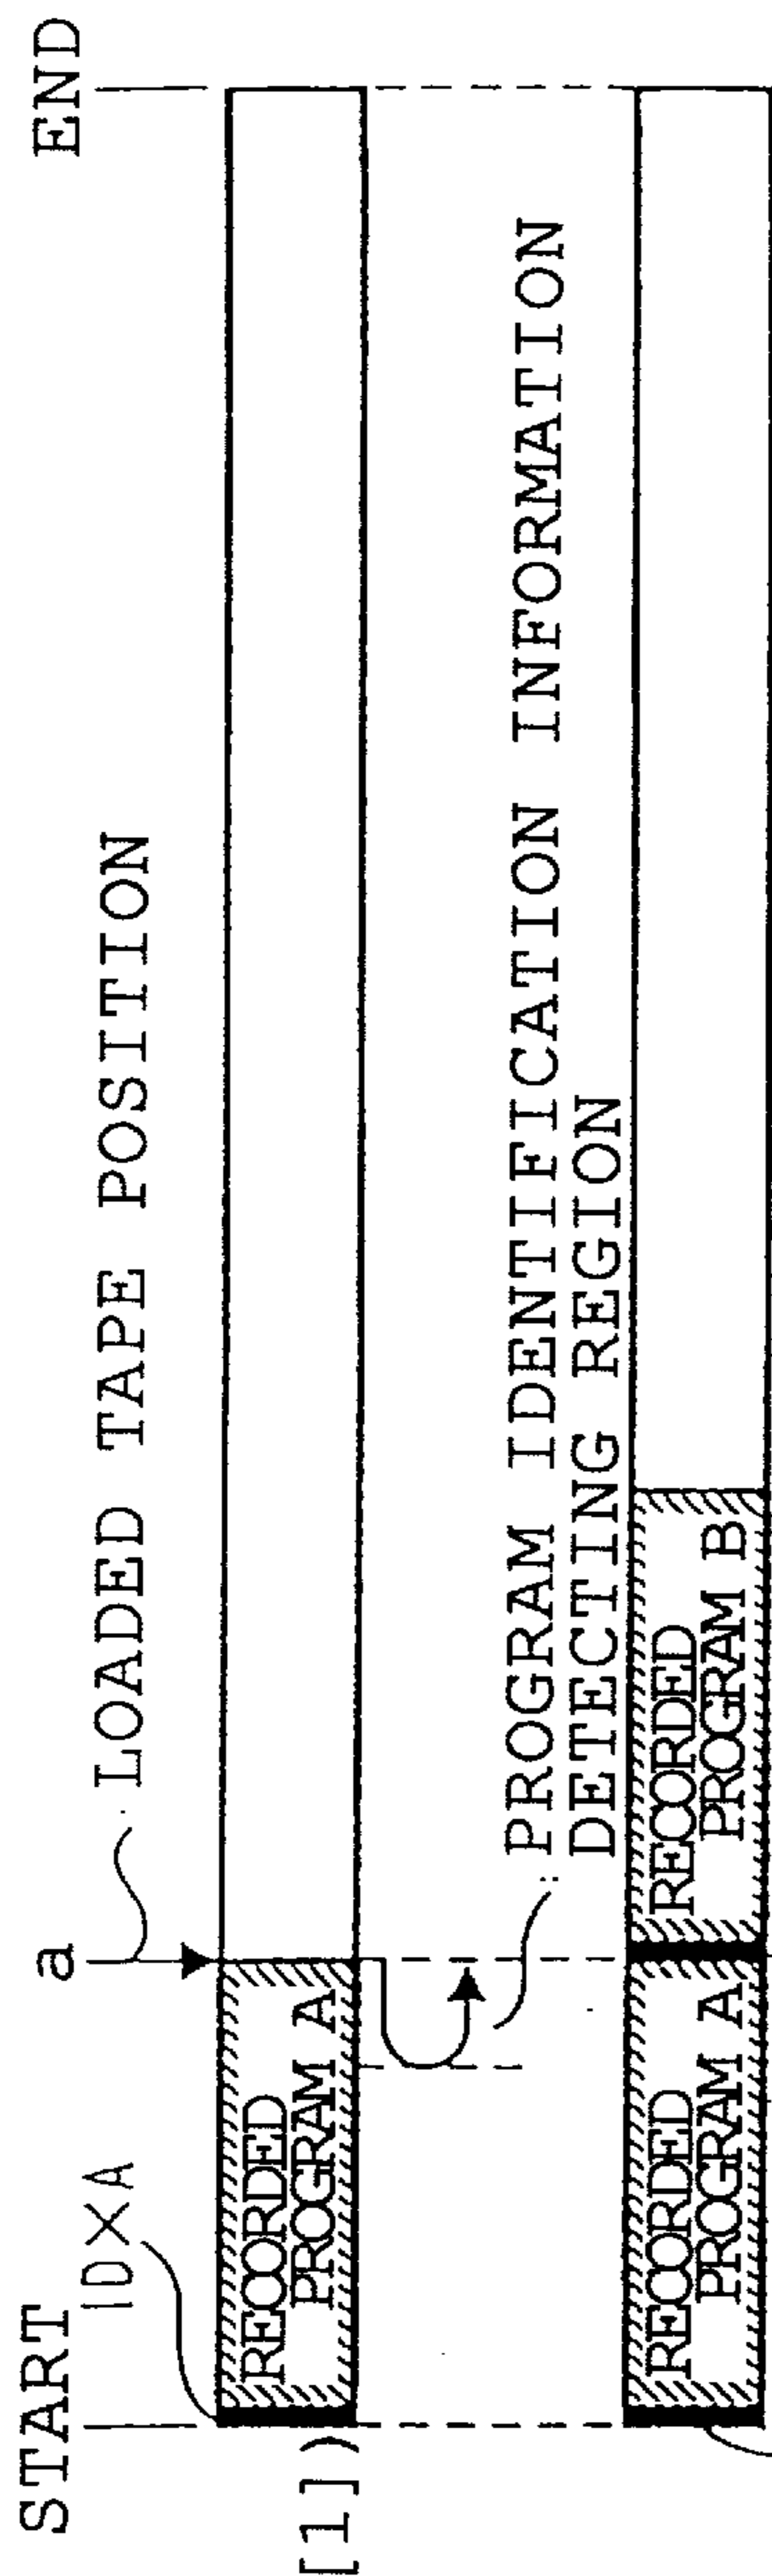 START
END
a
LOADED TAPE POSITION
IDXA
[1])
RECORDED
PROGRAM A
PROGRAM IDENTIFICATION INFORMATION
DETECTING REGION
RECORDED
PROGRAM A
RECORDED
PROGRAM B